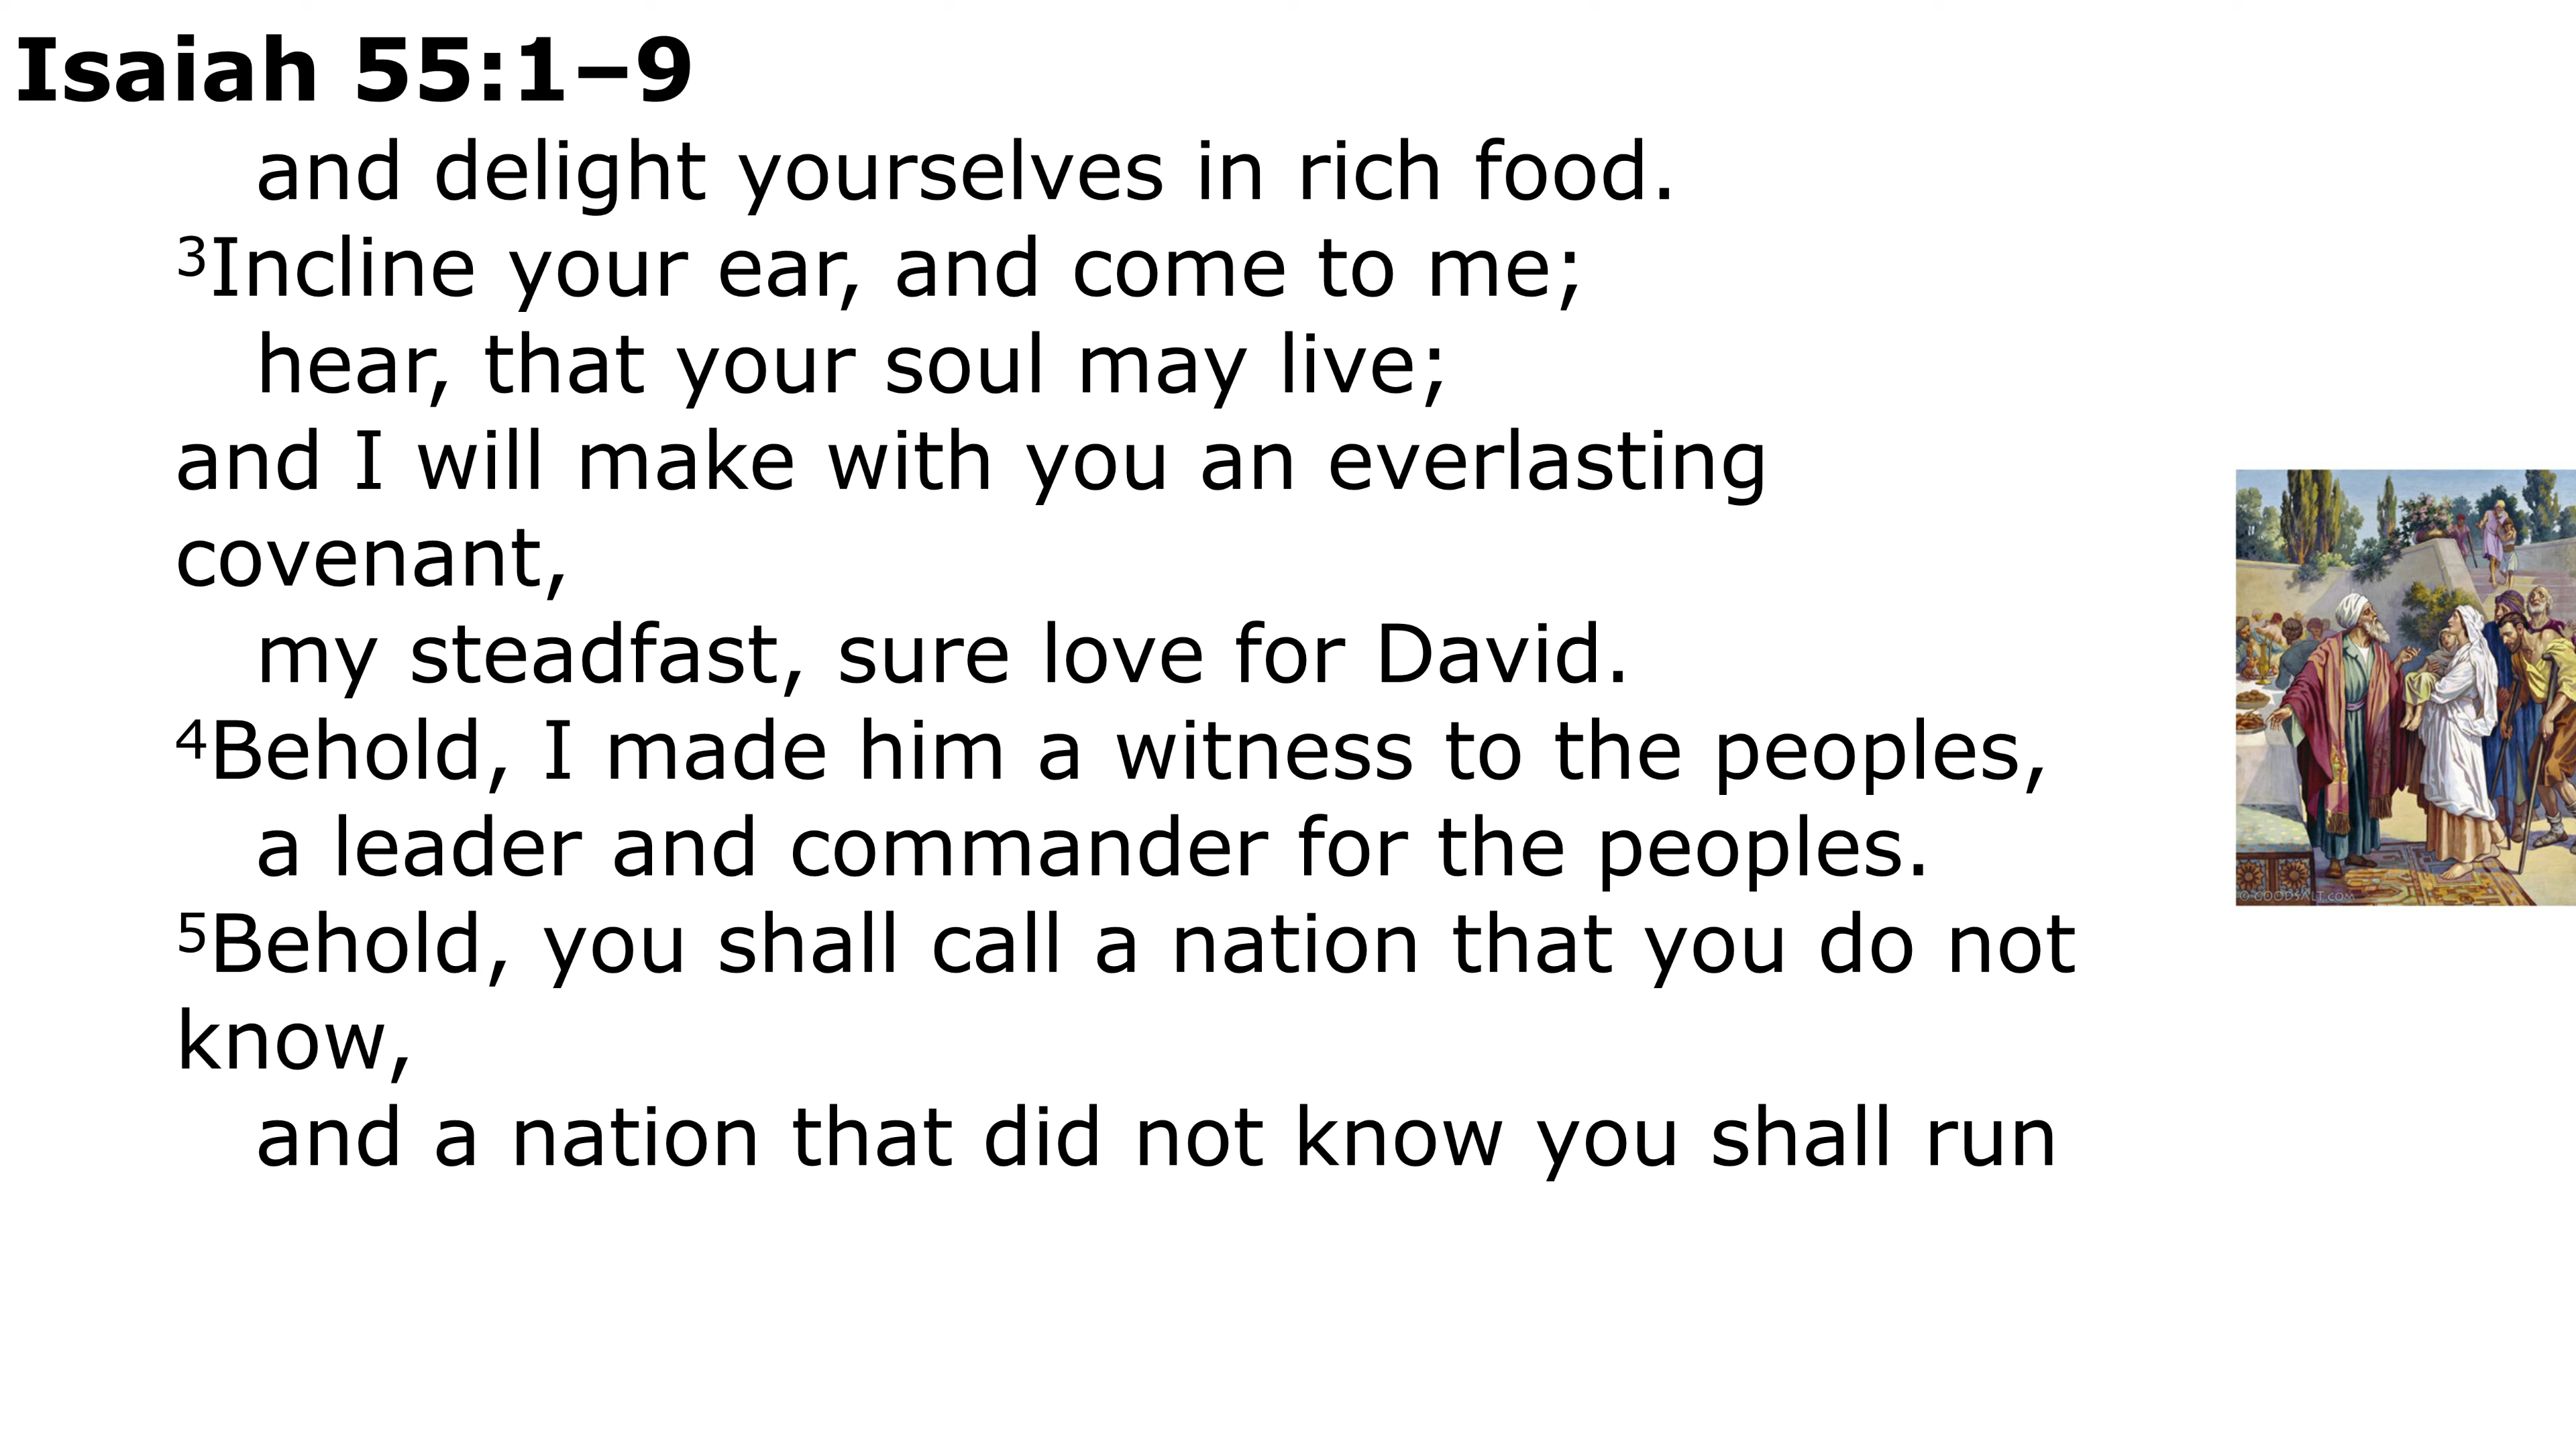 Isaiah 55:1–9
and delight yourselves in rich food.
³Incline your ear, and come to me;
hear, that your soul may live;
and I will make with you an everlasting
covenant,
my steadfast, sure love for David.
⁴Behold, I made him a witness to the peoples,
a leader and commander for the peoples.
⁵Behold, you shall call a nation that you do not
know,
and a nation that did not know you shall run
© GOODSALT.COM